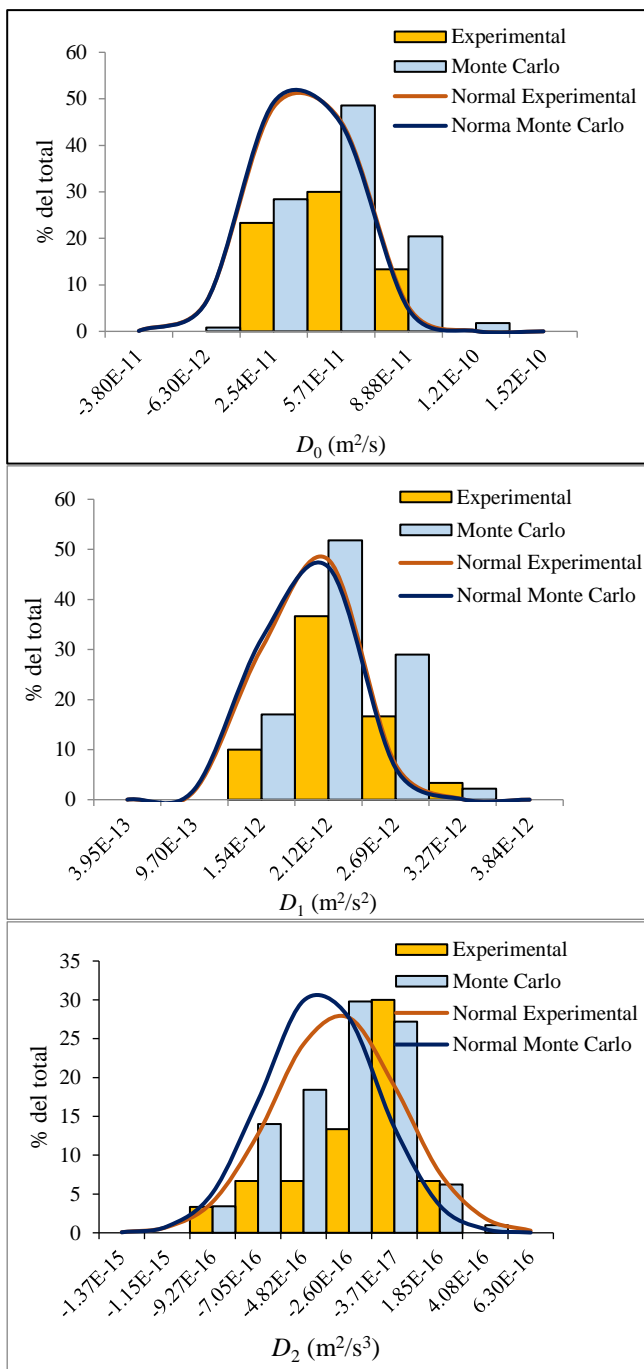 Experimental
Monte Carlo
Normal Experimental
Norma Monte Carlo
60
50
40
30
20
10
0
% del total
-3.80E-11
-6.30E-12
2.54E-11
5.71E-11
8.88E-11
1.21E-10
1.52E-10
D₀ (m²/s)
Experimental
Monte Carlo
Normal Experimental
Normal Monte Carlo
60
50
40
30
20
10
0
% del total
3.95E-13
9.70E-13
1.54E-12
2.12E-12
2.69E-12
3.27E-12
3.84E-12
D₁ (m²/s²)
Experimental
Monte Carlo
Normal Experimental
Normal Monte Carlo
35
30
25
20
15
10
5
0
% del total
-1.37E-15
-1.15E-15
-9.27E-16
-7.05E-16
-4.82E-16
-2.60E-16
-3.71E-17
1.85E-16
4.08E-16
6.30E-16
D₂ (m²/s³)